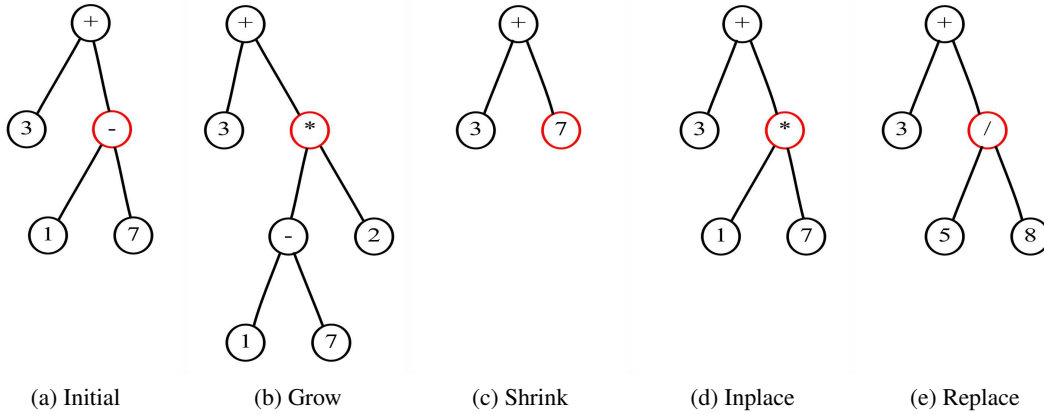 + + + + +
3 - 3 * 3 7 3 * 3 /
1 7 - 2 1 7 5 8
1 7
(a) Initial (b) Grow (c) Shrink (d) Inplace (e) Replace